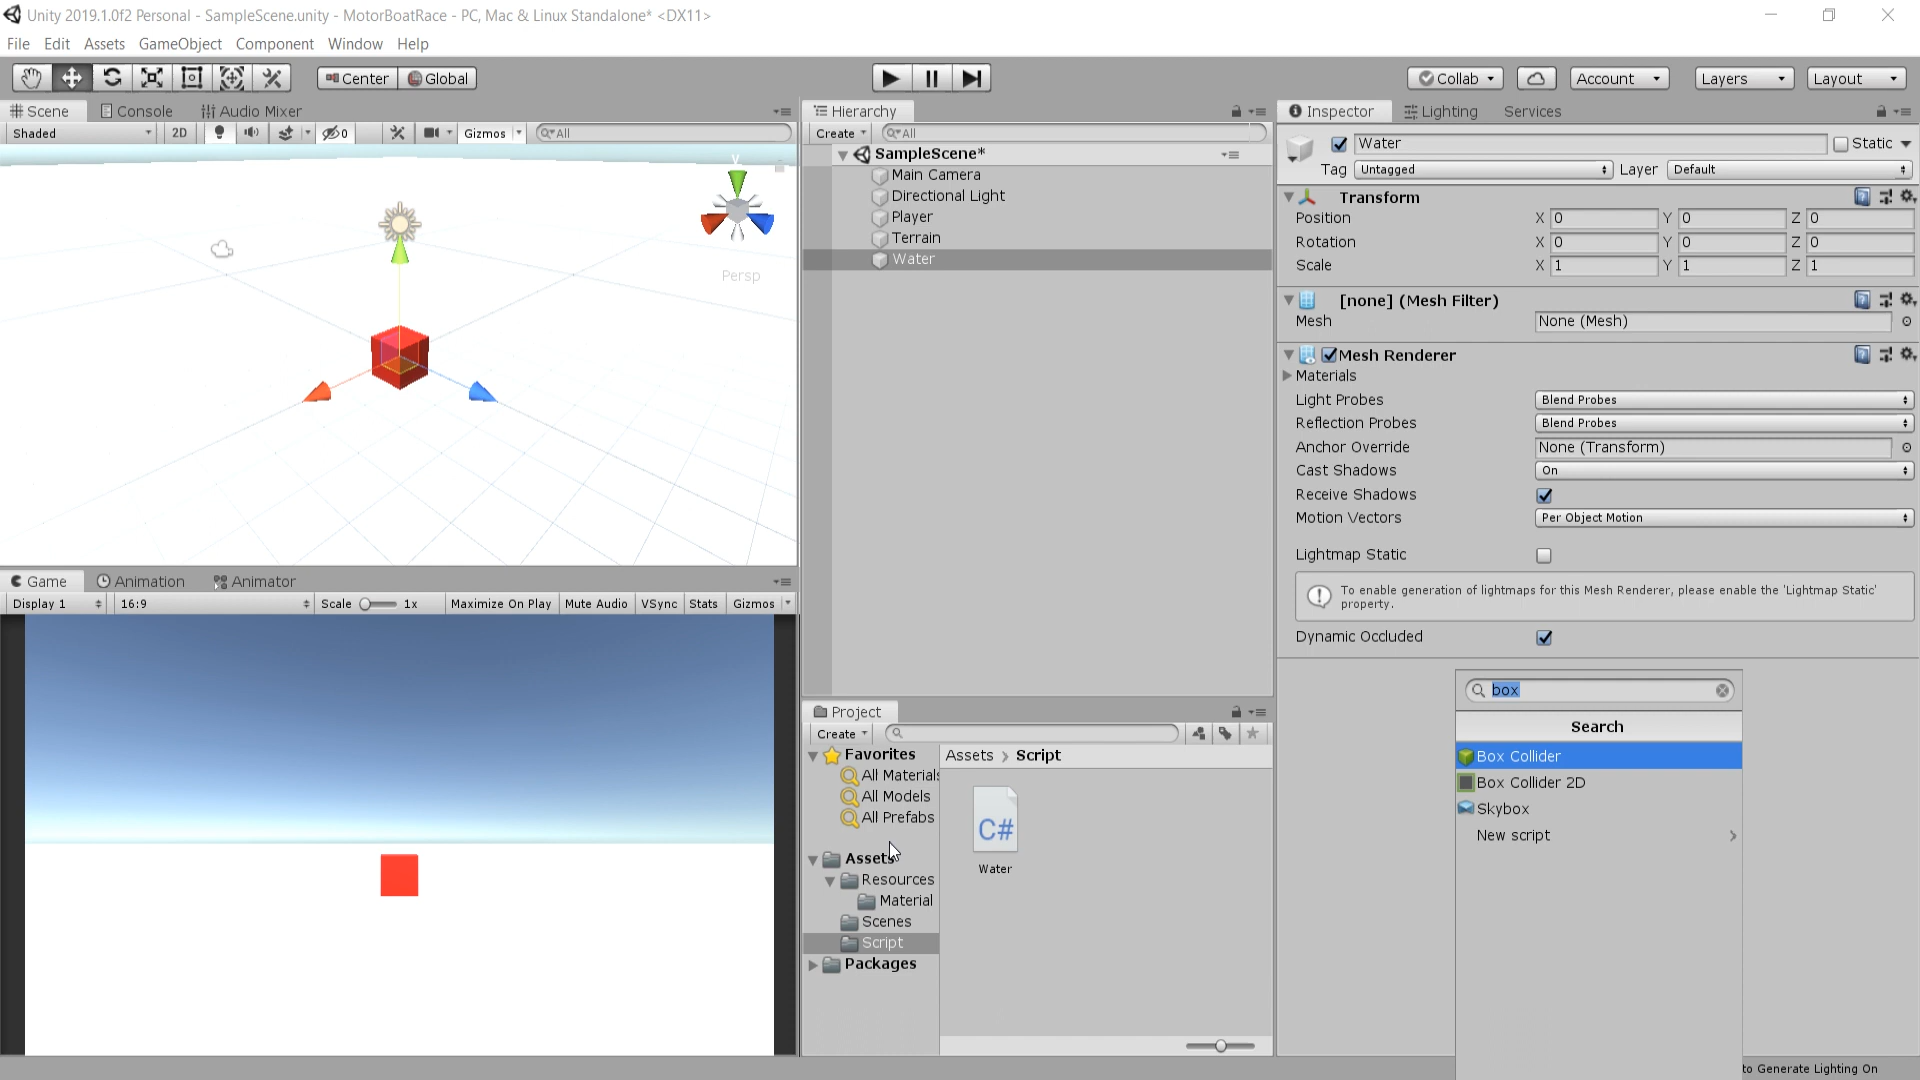 Unity 2019.1.0f2 Personal - SampleScene.unity - MotorBoatRace - PC, Mac & Linux Standalone* <DX11>
File Edit Assets GameObject Component Window Help
Center Global
Collab Account Layers Layout
Scene Console Audio Mixer
Shaded 2D 0 Gizmos All
y
Persp
Game Animation Animator
Display 1 16:9 Scale 1x Maximize On Play Mute Audio VSync Stats Gizmos
Hierarchy
Create All
SampleScene*
Main Camera
Directional Light
Player
Terrain
Water
Project
Create
Favorites
All Materials
All Models
All Prefabs
Assets
Resources
Material
Scenes
Script
Packages
Assets > Script
C#
Water
Inspector Lighting Services
Water Static
Tag Untagged Layer Default
Transform
Position X 0 Y 0 Z 0
Rotation X 0 Y 0 Z 0
Scale X 1 Y 1 Z 1
[none] (Mesh Filter)
Mesh None (Mesh)
Mesh Renderer
Materials
Light Probes Blend Probes
Reflection Probes Blend Probes
Anchor Override None (Transform)
Cast Shadows On
Receive Shadows
Motion Vectors Per Object Motion
Lightmap Static
To enable generation of lightmaps for this Mesh Renderer, please enable the 'Lightmap Static'
property.
Dynamic Occluded
box
Search
Box Collider
Box Collider 2D
Skybox
New script
to Generate Lighting On